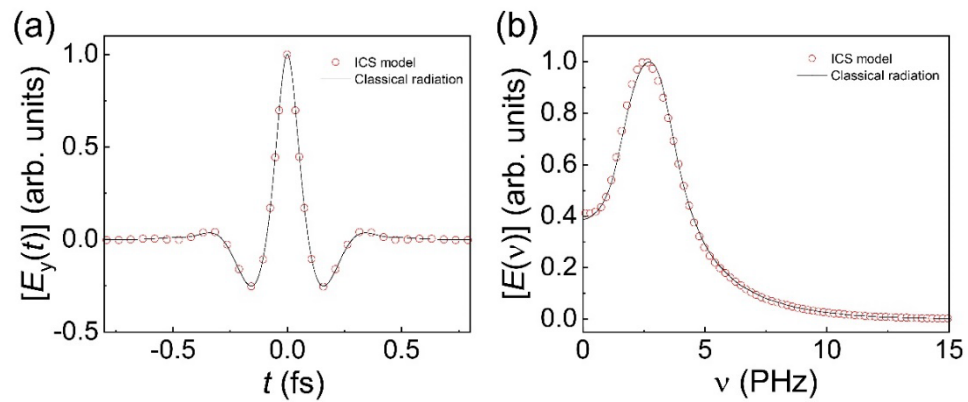 (a)
[E_y(t)] (arb. units)
1.0
0.5
0.0
-0.5
ICS model
Classical radiation
-0.5
0.0
0.5
t (fs)
(b)
[E(ν)] (arb. units)
1.0
0.8
0.6
0.4
0.2
0.0
ICS model
Classical radiation
0
5
10
15
ν (PHz)